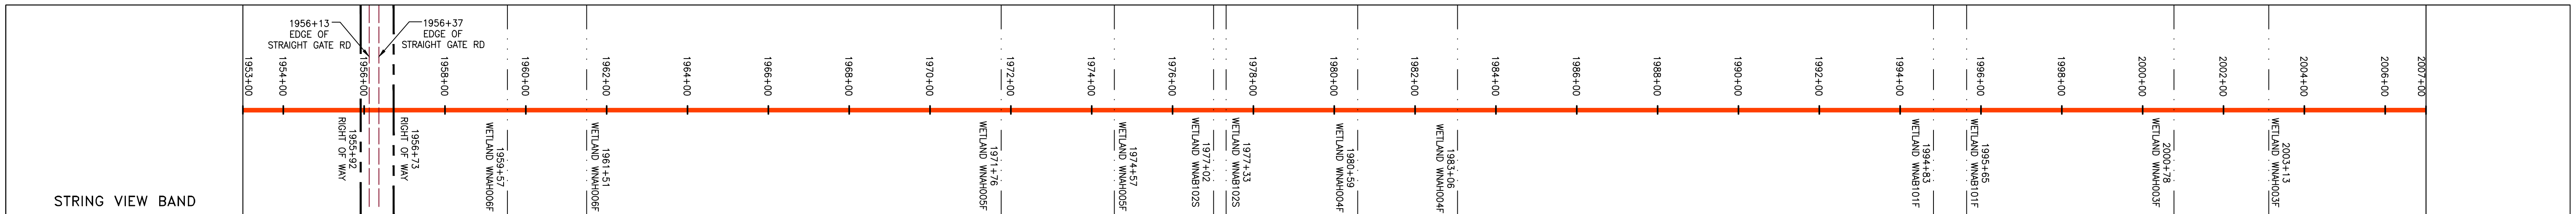 1956+13
EDGE OF
STRAIGHT GATE RD
1956+37
EDGE OF
STRAIGHT GATE RD
1953+00
1954+00
1956+00
1958+00
1960+00
1962+00
1964+00
1966+00
1968+00
1970+00
1972+00
1974+00
1976+00
1978+00
1980+00
1982+00
1984+00
1986+00
1988+00
1990+00
1992+00
1994+00
1996+00
1998+00
2000+00
2002+00
2004+00
2006+00
2007+00
1955+92
RIGHT OF WAY
1956+73
RIGHT OF WAY
1959+57
WETLAND WNAH006F
1961+51
WETLAND WNAH006F
1971+76
WETLAND WNAH005F
1974+57
WETLAND WNAH005F
1977+02
WETLAND WNAB102S
1977+33
WETLAND WNAB102S
1980+59
WETLAND WNAH004F
1983+06
WETLAND WNAH004F
1994+83
WETLAND WNAB101F
1995+65
WETLAND WNAB101F
2000+78
WETLAND WNAH003F
2003+13
WETLAND WNAH003F
STRING VIEW BAND